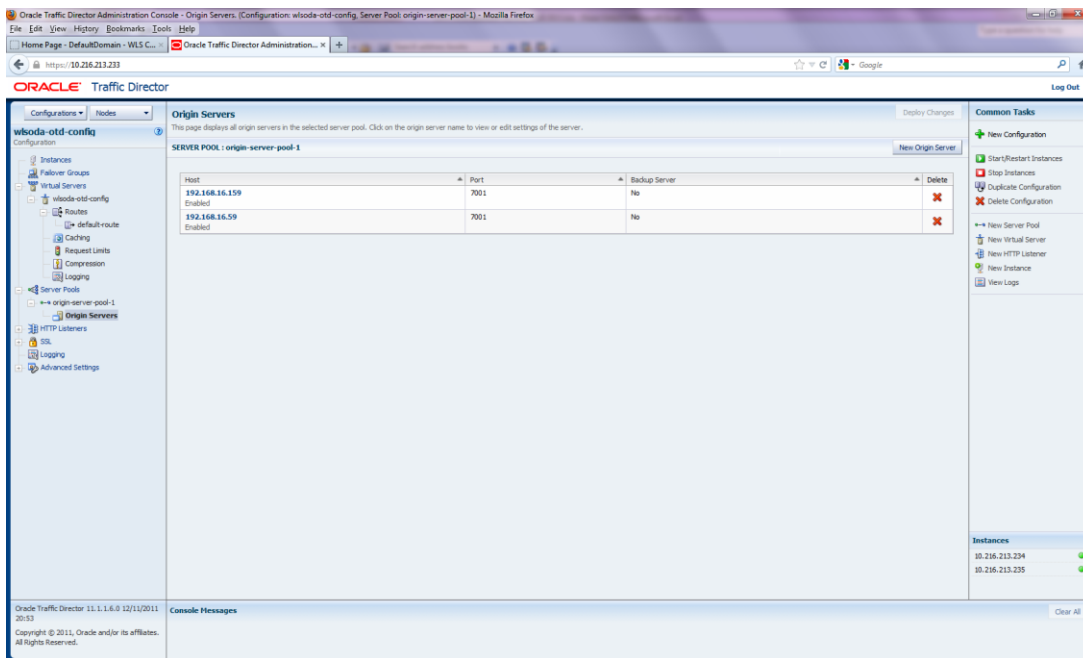 Oracle Traffic Director Administration Console - Origin Servers. (Configuration: wlsoda-otd-config, Server Pool: origin-server-pool-1) - Mozilla Firefox
File Edit View History Bookmarks Tools Help
Home Page - DefaultDomain - WLS C... ×
Oracle Traffic Director Administration... ×
https://10.216.213.233
Google
ORACLE Traffic Director
Log Out
Configurations
Nodes
wlsoda-otd-config
Configuration
Instances
Failover Groups
Virtual Servers
wlsoda-otd-config
Routes
default-route
Caching
Request Limits
Compression
Logging
Server Pools
origin-server-pool-1
Origin Servers
HTTP Listeners
SSL
Logging
Advanced Settings
Origin Servers
Deploy Changes
This page displays all origin servers in the selected server pool. Click on the origin server name to view or edit settings of the server.
SERVER POOL : origin-server-pool-1
New Origin Server
Host Port Backup Server Delete
192.168.16.159 7001 No
Enabled
192.168.16.59 7001 No
Enabled
Common Tasks
New Configuration
Start/Restart Instances
Stop Instances
Duplicate Configuration
Delete Configuration
New Server Pool
New Virtual Server
New HTTP Listener
New Instance
View Logs
Instances
10.216.213.234
10.216.213.235
Oracle Traffic Director 11.1.1.6.0 12/11/2011
20:53
Copyright © 2011, Oracle and/or its affiliates.
All Rights Reserved.
Console Messages
Clear All